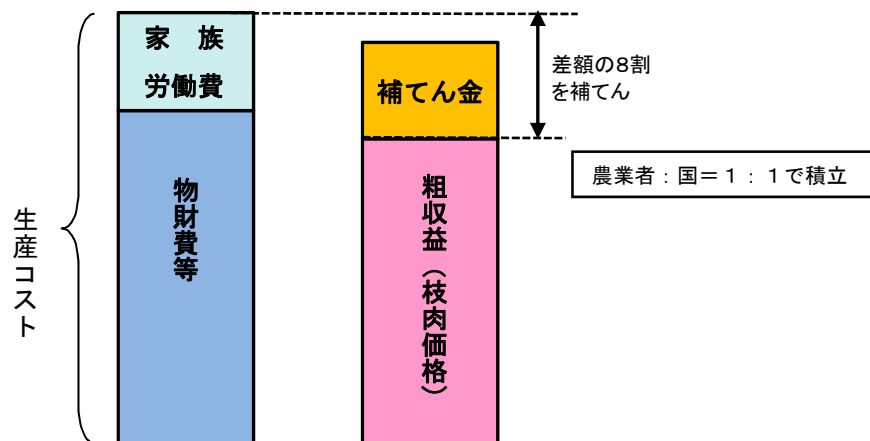 家　族
労働費
物財費等
生産コスト
補てん金
粗収益（枝肉価格）
差額の8割
を補てん
農業者：国＝１：１で積立